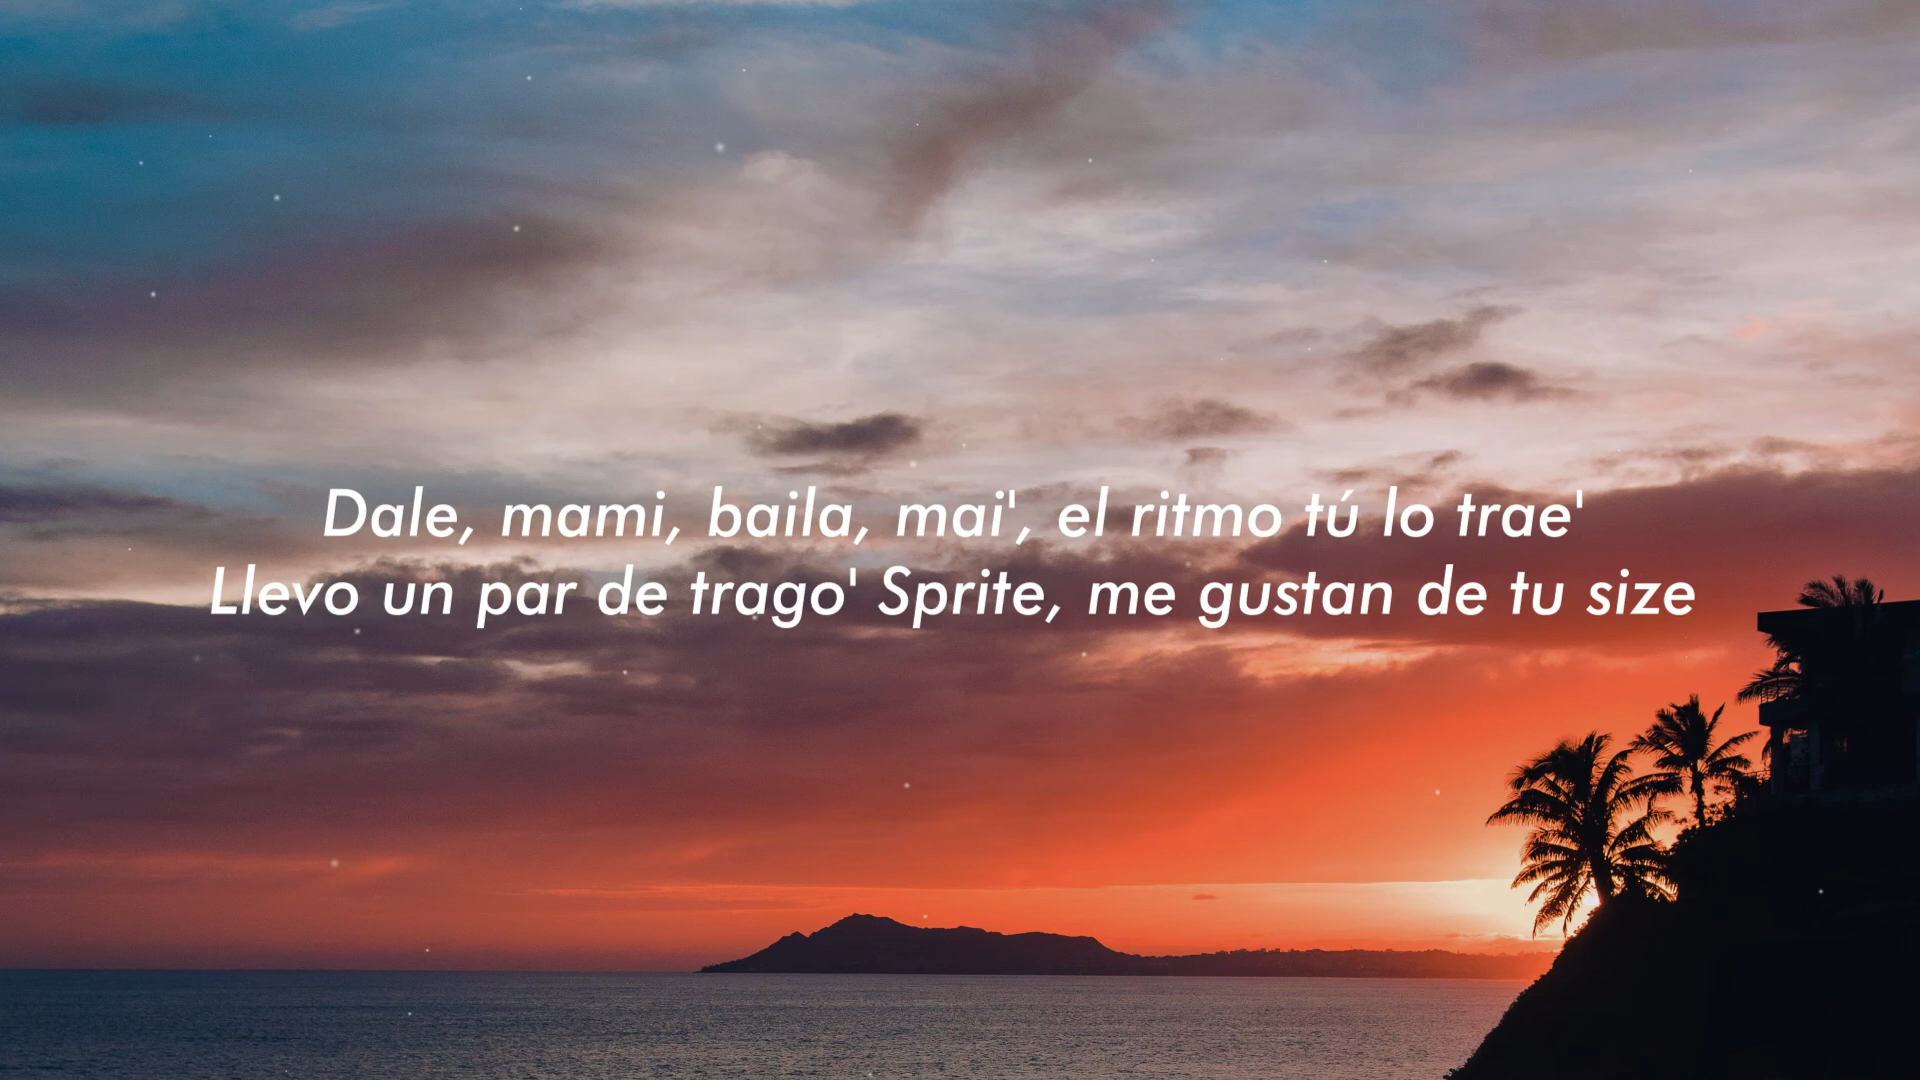 Dale, mami, baila, mai', el ritmo tú lo trae'
Llevo un par de trago' Sprite, me gustan de tu size